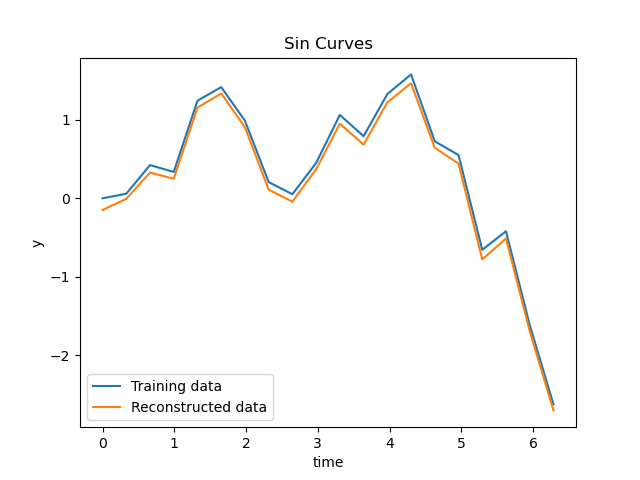 Sin Curves
y
1
0
−1
−2
Training data
Reconstructed data
0 1 2 3 4 5 6
time